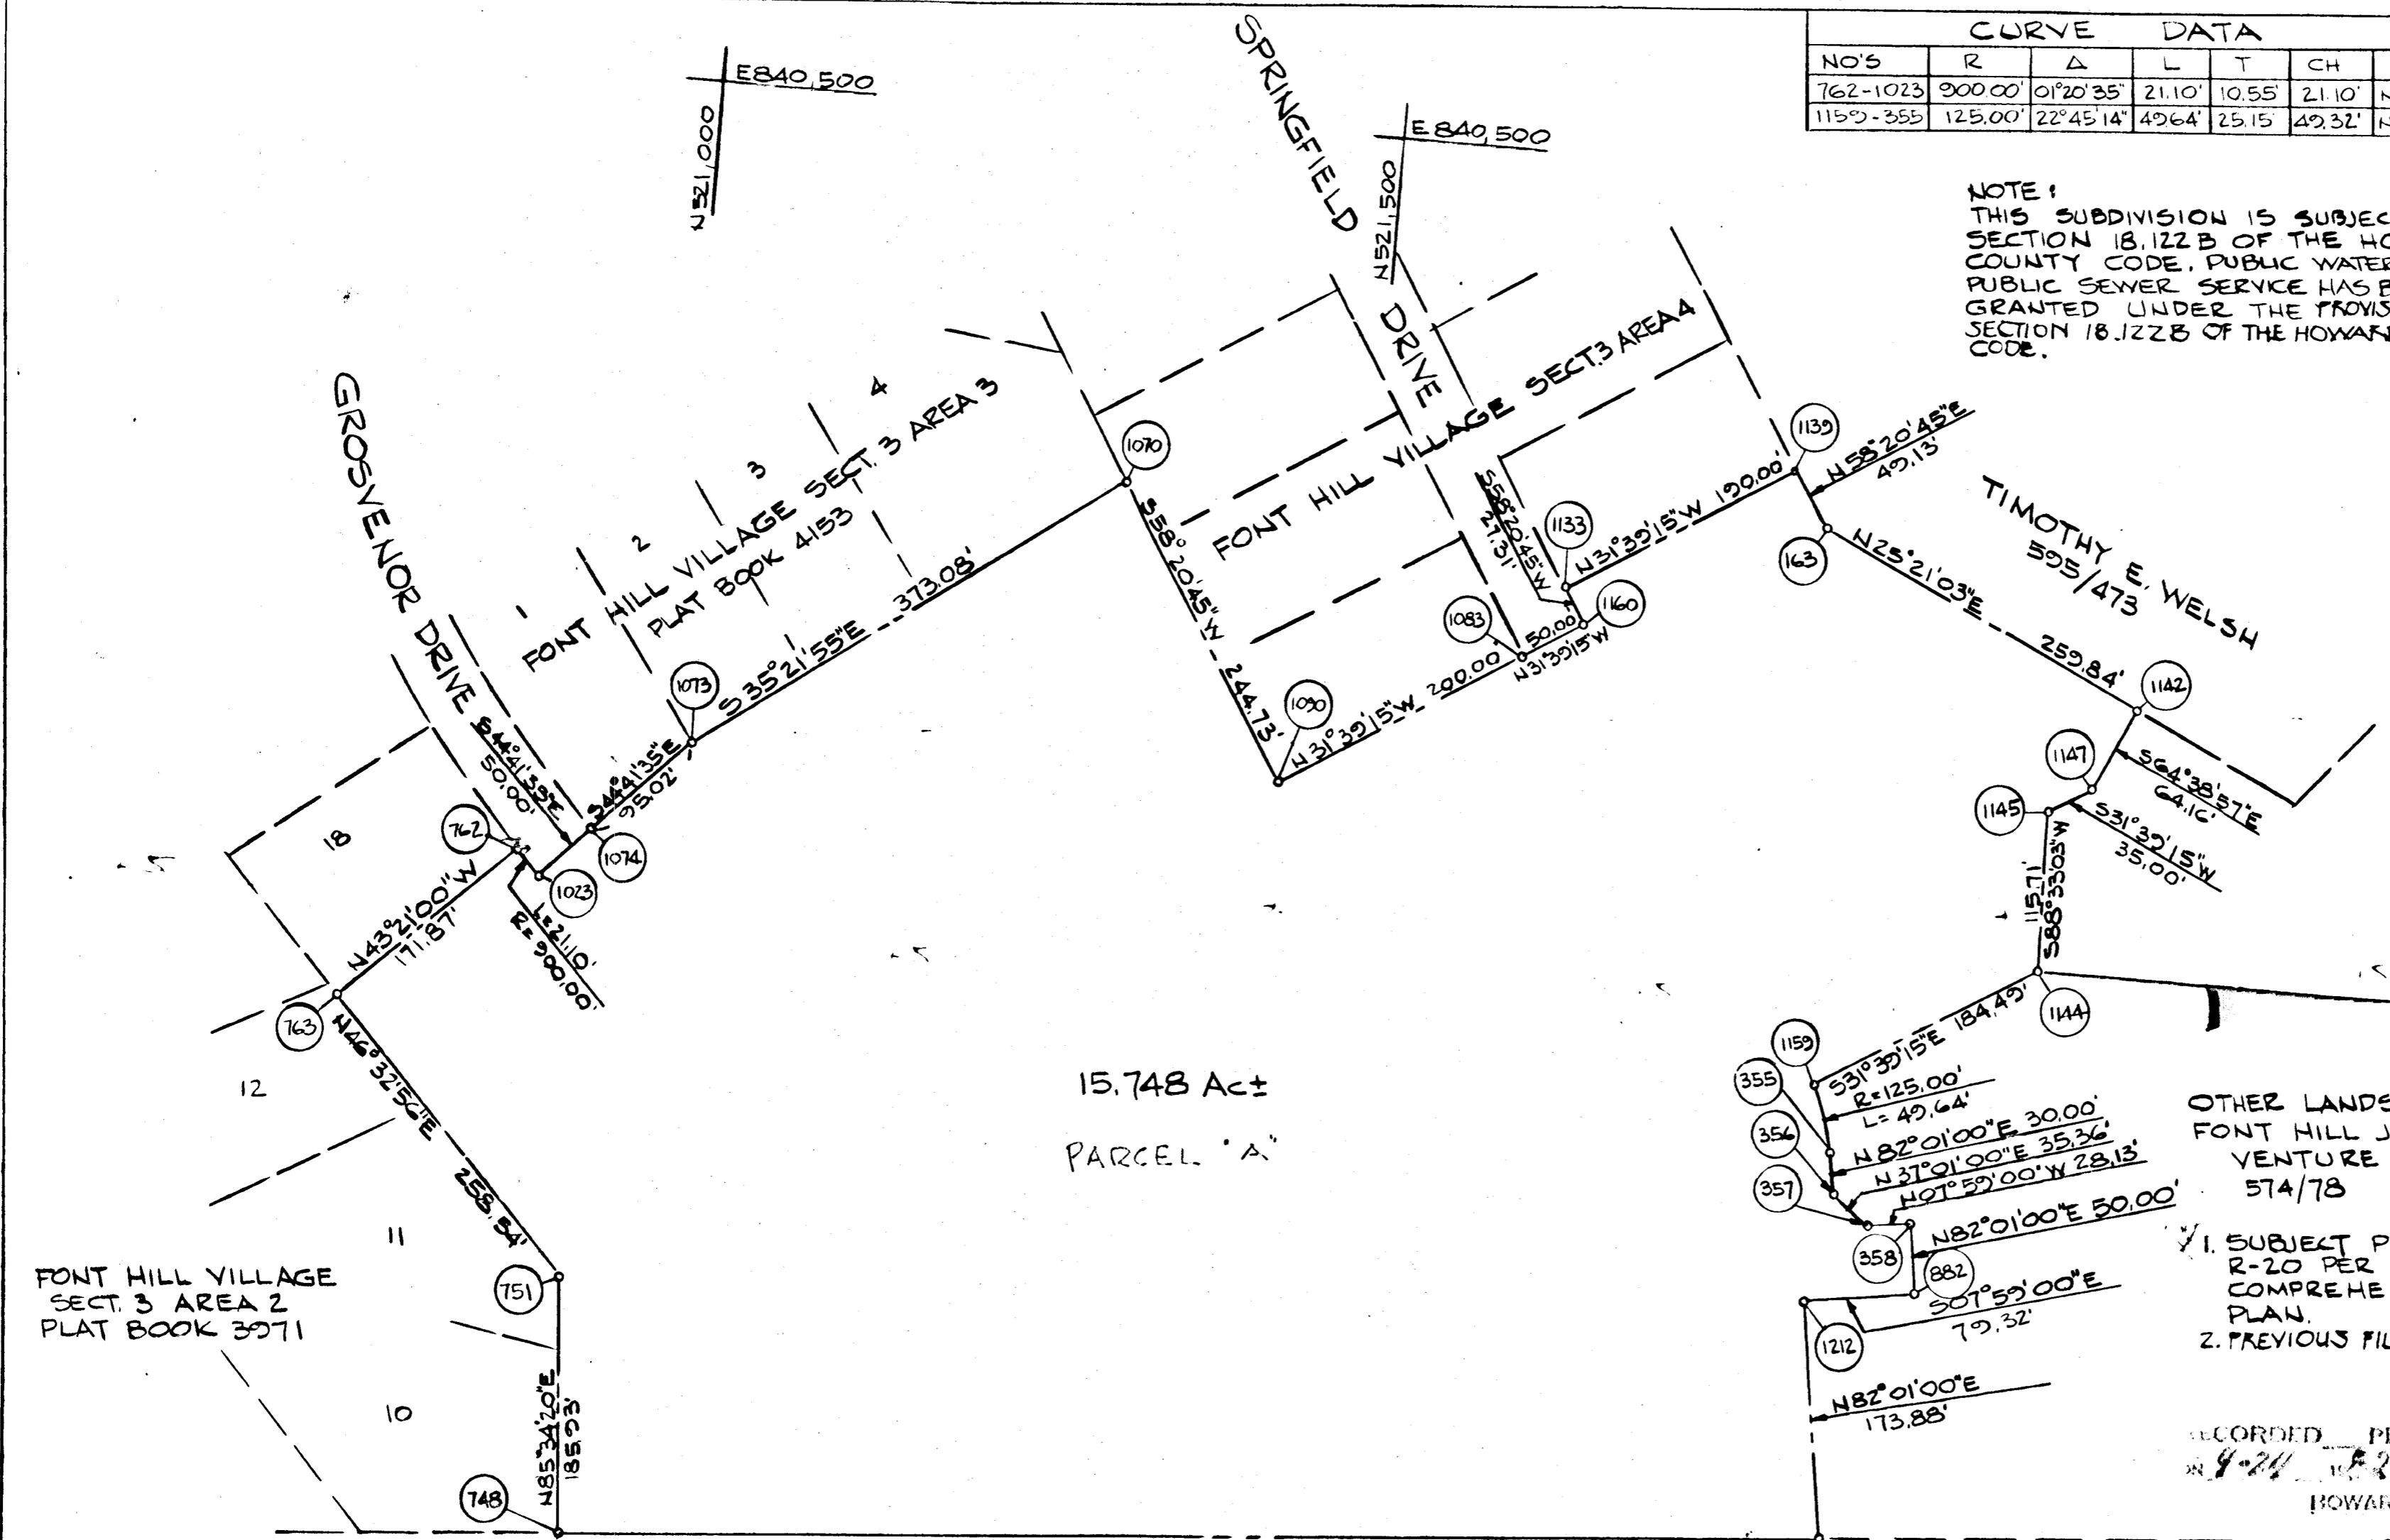 CURVE DATA
NO'S R Δ L T CH
762-1023 900.00' 01°20'35" 21.10' 10.55' 21.10' N
1159-355 125.00' 22°45'14" 49.64' 25.15' 49.32' N
E840,500
N521,000
SPRINGFIELD
DRIVE
E 840,500
N521,500
NOTE:
THIS SUBDIVISION IS SUBJEC
SECTION 18.122B OF THE HO
COUNTY CODE. PUBLIC WATER
PUBLIC SEWER SERVICE HAS B
GRANTED UNDER THE PROVIS
SECTION 18.122B OF THE HOWAR
CODE.
GROSVENOR DRIVE
1
2
3
4
FONT HILL VILLAGE SECT. 3 AREA 3
PLAT BOOK 4153
FONT HILL VILLAGE SECT.3 AREA 4
1070
S58°20'45"W - 244.73'
S 35°21'55"E - 373.08'
1073
S44°41'35"E
95.02'
S44°41'35"E
50.00'
762
1074
1023
L=21.10'
R=900.00'
18
N43°21'00"W
171.87'
763
N46°32'56"E
258.34'
12
11
10
751
N85°34'20"E
185.93'
748
FONT HILL VILLAGE
SECT. 3 AREA 2
PLAT BOOK 3971
1090
N31°39'15"W 200.00
1083
50.00'
N31°39'15"W
1160
S58°20'45"W
27.31'
1133
N31°39'15"W 190.00'
1139
N58°20'45"E
49.13'
163
N25°21'03"E - 259.84'
TIMOTHY E. WELSH
595/473
1142
1147
S64°38'57"E
64.16'
1145
S31°39'15"W
35.00'
115.71'
S88°33'03"W
1144
S31°39'15"E 184.49'
1159
R=125.00'
L=49.64'
355
N82°01'00"E 30.00'
356
N37°01'00"E 35.36'
357
N07°59'00"W 28.13'
358
N82°01'00"E 50.00'
882
S07°59'00"E
79.32'
1212
N82°01'00"E
173.88'
15.748 Ac±
PARCEL "A"
OTHER LANDS
FONT HILL J
VENTURE
574/78
1. SUBJECT P
R-20 PER
COMPREHE
PLAN.
2. PREVIOUS FIL
RECORDED PL
ON 9-24
HOWAR